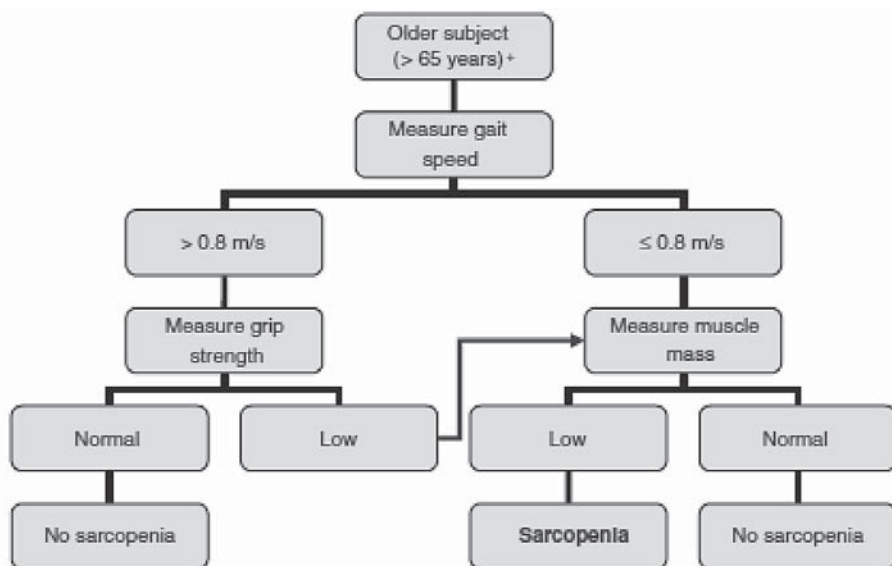 Older subject
(> 65 years)+
Measure gait
speed
> 0.8 m/s
≤ 0.8 m/s
Measure grip
strength
Measure muscle
mass
Normal
Low
Low
Normal
No sarcopenia
Sarcopenia
No sarcopenia